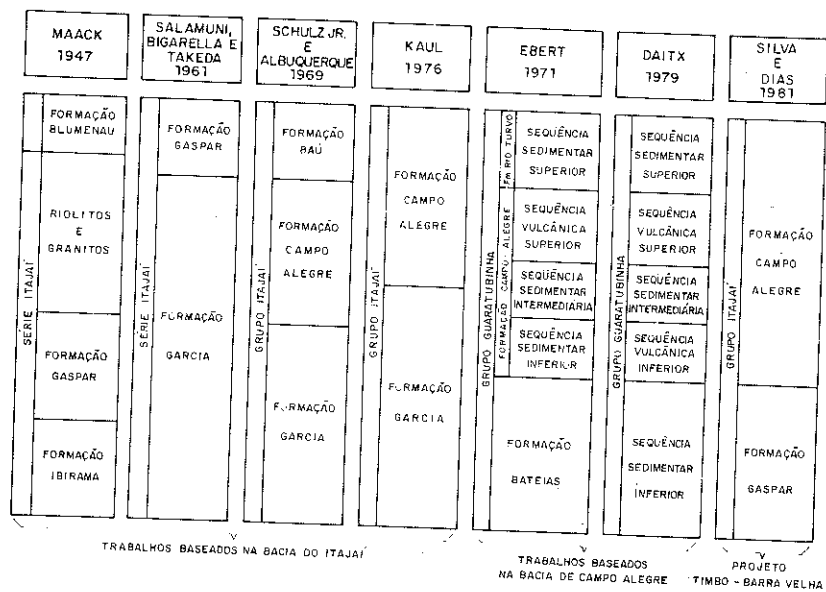 MAACK
1947
SALAMUNI,
BIGARELLA E
TAKEDA
1961
SCHULZ JR.
E
ALBUQUERQUE
1969
KAUL
1976
EBERT
1971
DAITX
1979
SILVA
E
DIAS
1981
SÉRIE ITAJAÍ
FORMAÇÃO
BLUMENAU
RIOLITOS
E
GRANITOS
FORMAÇÃO
GASPAR
FORMAÇÃO
IBIRAMA
SÉRIE ITAJAÍ
FORMAÇÃO
GASPAR
FORMAÇÃO
GARCIA
GRUPO ITAJAÍ
FORMAÇÃO
BAÚ
FORMAÇÃO
CAMPO
ALEGRE
FORMAÇÃO
GARCIA
GRUPO ITAJAÍ
FORMAÇÃO
CAMPO
ALEGRE
FORMAÇÃO
GARCIA
GRUPO GUARATUBINHA
Fm RIO TURVO
FORMAÇÃO CAMPO-ALEGRE
SEQUÊNCIA
SEDIMENTAR
SUPERIOR
SEQUÊNCIA
VULCÂNICA
SUPERIOR
SEQUÊNCIA
SEDIMENTAR
INTERMEDIÁRIA
SEQUÊNCIA
SEDIMENTAR
INFERIOR
FORMAÇÃO
BATEIAS
GRUPO GUARATUBINHA
SEQUÊNCIA
SEDIMENTAR
SUPERIOR
SEQUÊNCIA
VULCÂNICA
SUPERIOR
SEQUÊNCIA
SEDIMENTAR
INTERMEDIÁRIA
SEQUÊNCIA
VULCÂNICA
INFERIOR
SEQUÊNCIA
SEDIMENTAR
INFERIOR
GRUPO ITAJAÍ
FORMAÇÃO
CAMPO
ALEGRE
FORMAÇÃO
GASPAR
TRABALHOS BASEADOS NA BACIA DO ITAJAÍ
TRABALHOS BASEADOS
NA BACIA DE CAMPO ALEGRE
PROJETO
TIMBO - BARRA VELHA